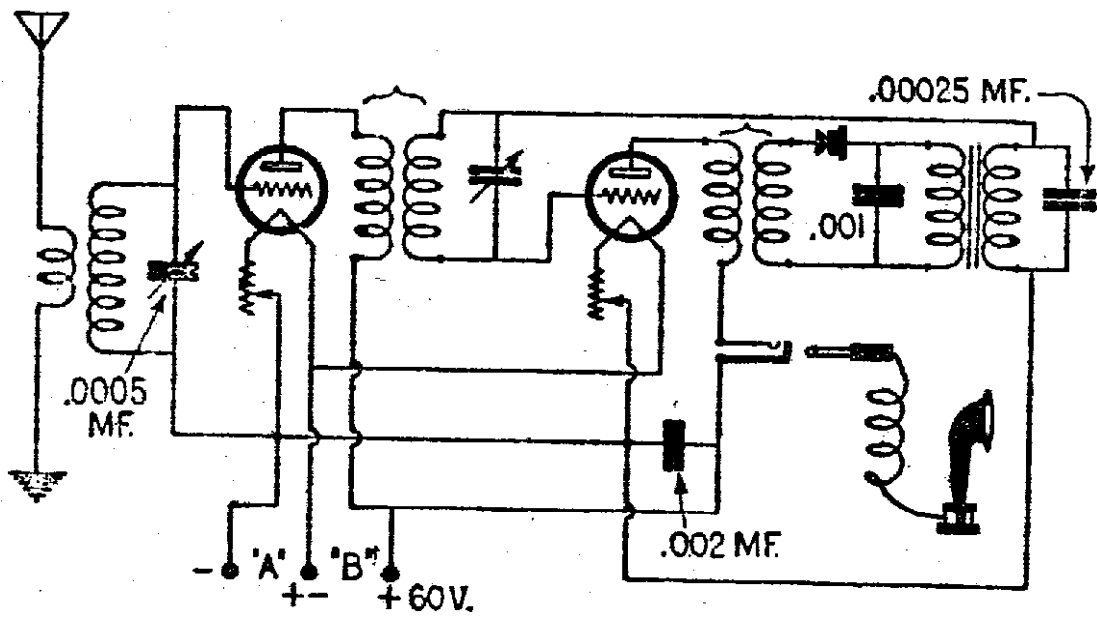 .00025 MF.
.001
.0005
MF.
.002 MF.
- "A" "B"
+ - + 60V.